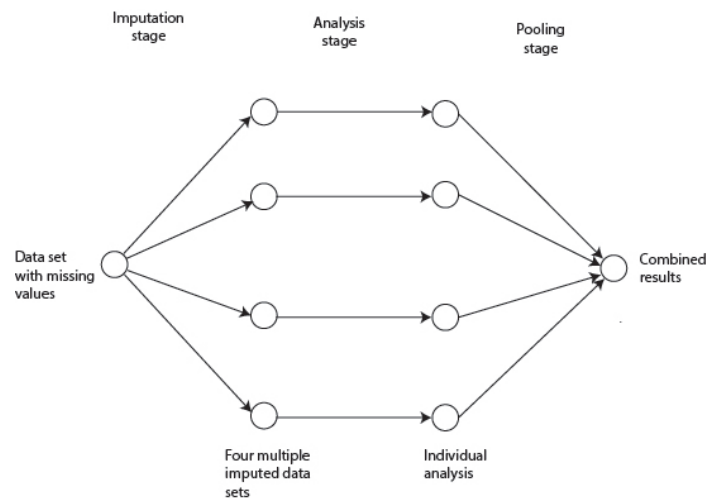 Imputation
stage
Analysis
stage
Pooling
stage
Data set
with missing
values
Combined
results
Four multiple
imputed data
sets
Individual
analysis